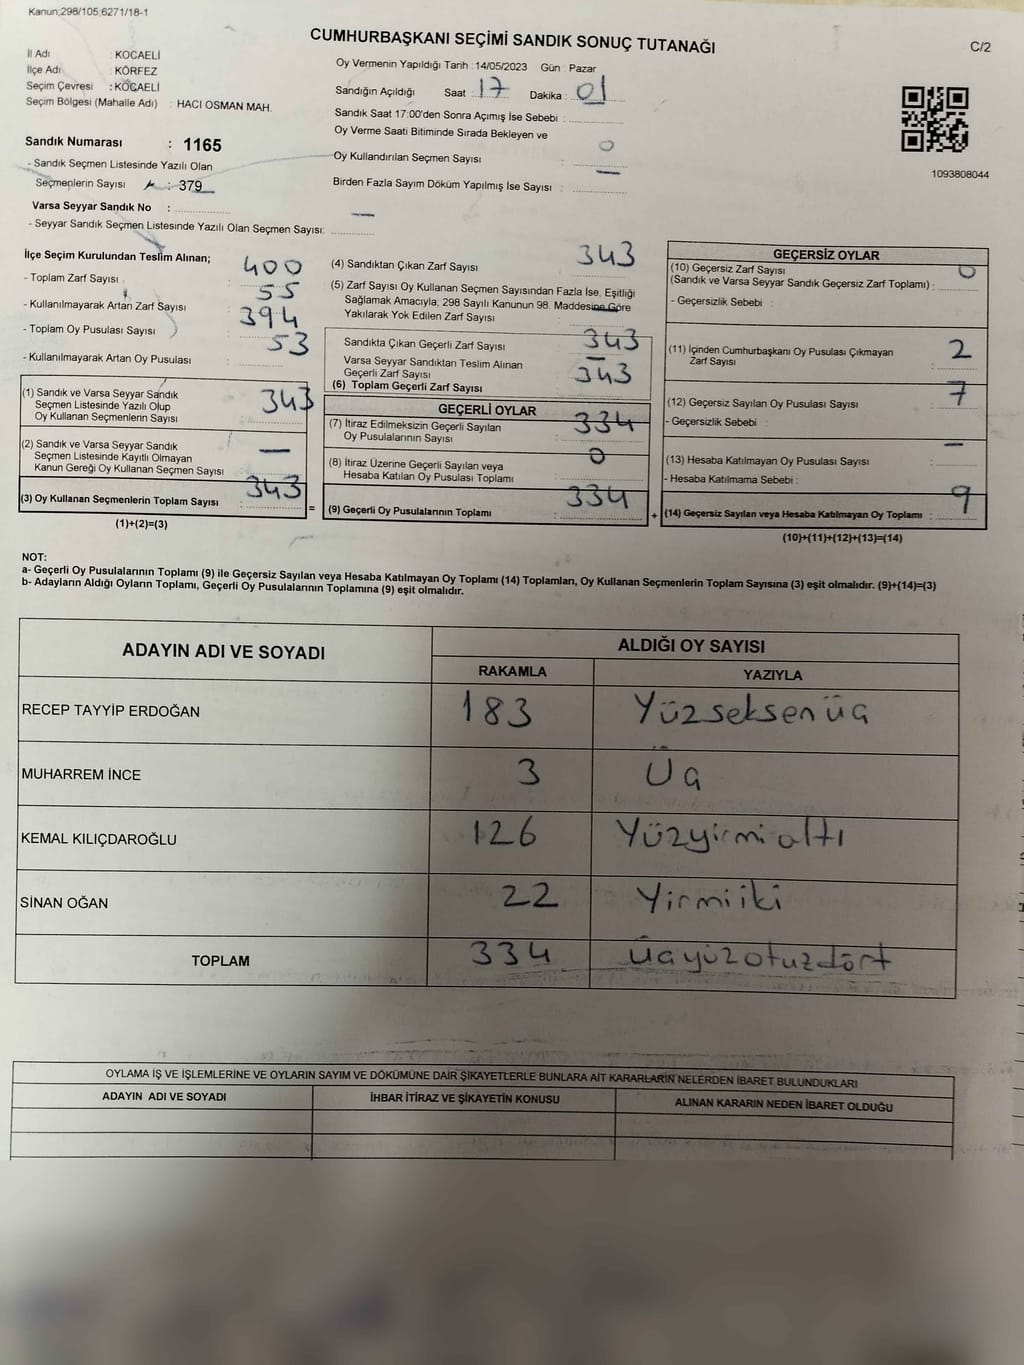 Kanun:298/105,6271/18-1
CUMHURBAŞKANI SEÇİMİ SANDIK SONUÇ TUTANAĞI
C/2
İl Adı : KOCAELİ
İlçe Adı : KÖRFEZ
Seçim Çevresi : KOCAELİ
Seçim Bölgesi (Mahalle Adı) : HACI OSMAN MAH.
Sandık Numarası : 1165
- Sandık Seçmen Listesinde Yazılı Olan
Seçmenlerin Sayısı : 379
Varsa Seyyar Sandık No :
- Seyyar Sandık Seçmen Listesinde Yazılı Olan Seçmen Sayısı: —
Oy Vermenin Yapıldığı Tarih : 14/05/2023 Gün : Pazar
Sandığın Açıldığı Saat : 17 Dakika : 01
Sandık Saat 17:00'den Sonra Açımış İse Sebebi :
Oy Verme Saati Bitiminde Sırada Bekleyen ve
Oy Kullandırılan Seçmen Sayısı : 0
Birden Fazla Sayım Döküm Yapılmış İse Sayısı : —
1093808044
İlçe Seçim Kurulundan Teslim Alınan;
- Toplam Zarf Sayısı : 400
- Kullanılmayarak Artan Zarf Sayısı : 55
- Toplam Oy Pusulası Sayısı : 394
- Kullanılmayarak Artan Oy Pusulası : 53
(1) Sandık ve Varsa Seyyar Sandık
Seçmen Listesinde Yazılı Olup
Oy Kullanan Seçmenlerin Sayısı : 343
(2) Sandık ve Varsa Seyyar Sandık
Seçmen Listesinde Kayıtlı Olmayan
Kanun Gereği Oy Kullanan Seçmen Sayısı : —
(3) Oy Kullanan Seçmenlerin Toplam Sayısı : 343
(1)+(2)=(3)
=
(4) Sandıktan Çıkan Zarf Sayısı : 343
(5) Zarf Sayısı Oy Kullanan Seçmen Sayısından Fazla İse, Eşitliği
Sağlamak Amacıyla, 298 Sayılı Kanunun 98. Maddesine Göre
Yakılarak Yok Edilen Zarf Sayısı : —
Sandıkta Çıkan Geçerli Zarf Sayısı : 343
Varsa Seyyar Sandıktan Teslim Alınan
Geçerli Zarf Sayısı : —
(6) Toplam Geçerli Zarf Sayısı : 343
GEÇERLİ OYLAR
(7) İtiraz Edilmeksizin Geçerli Sayılan
Oy Pusulalarının Sayısı : 334
(8) İtiraz Üzerine Geçerli Sayılan veya
Hesaba Katılan Oy Pusulası Toplamı : 0
(9) Geçerli Oy Pusulalarının Toplamı : 334
+
GEÇERSİZ OYLAR
(10) Geçersiz Zarf Sayısı
(Sandık ve Varsa Seyyar Sandık Geçersiz Zarf Toplamı) : 0
- Geçersizlik Sebebi :
(11) İçinden Cumhurbaşkanı Oy Pusulası Çıkmayan
Zarf Sayısı : 2
(12) Geçersiz Sayılan Oy Pusulası Sayısı : 7
- Geçersizlik Sebebi :
(13) Hesaba Katılmayan Oy Pusulası Sayısı : —
- Hesaba Katılmama Sebebi :
(14) Geçersiz Sayılan veya Hesaba Katılmayan Oy Toplamı : 9
(10)+(11)+(12)+(13)=(14)
NOT:
a- Geçerli Oy Pusulalarının Toplamı (9) ile Geçersiz Sayılan veya Hesaba Katılmayan Oy Toplamı (14) Toplamları, Oy Kullanan Seçmenlerin Toplam Sayısına (3) eşit olmalıdır. (9)+(14)=(3)
b- Adayların Aldığı Oyların Toplamı, Geçerli Oy Pusulalarının Toplamına (9) eşit olmalıdır.
ADAYIN ADI VE SOYADI
ALDIĞI OY SAYISI
RAKAMLA YAZIYLA
RECEP TAYYİP ERDOĞAN 183 Yüzseksenüç
MUHARREM İNCE 3 Üç
KEMAL KILIÇDAROĞLU 126 Yüzyirmialtı
SİNAN OĞAN 22 Yirmiiki
TOPLAM 334 üçyüzotuzdört
OYLAMA İŞ VE İŞLEMLERİNE VE OYLARIN SAYIM VE DÖKÜMÜNE DAİR ŞİKAYETLERLE BUNLARA AİT KARARLARIN NELERDEN İBARET BULUNDUKLARI
ADAYIN ADI VE SOYADI İHBAR İTİRAZ VE ŞİKAYETİN KONUSU ALINAN KARARIN NEDEN İBARET OLDUĞU